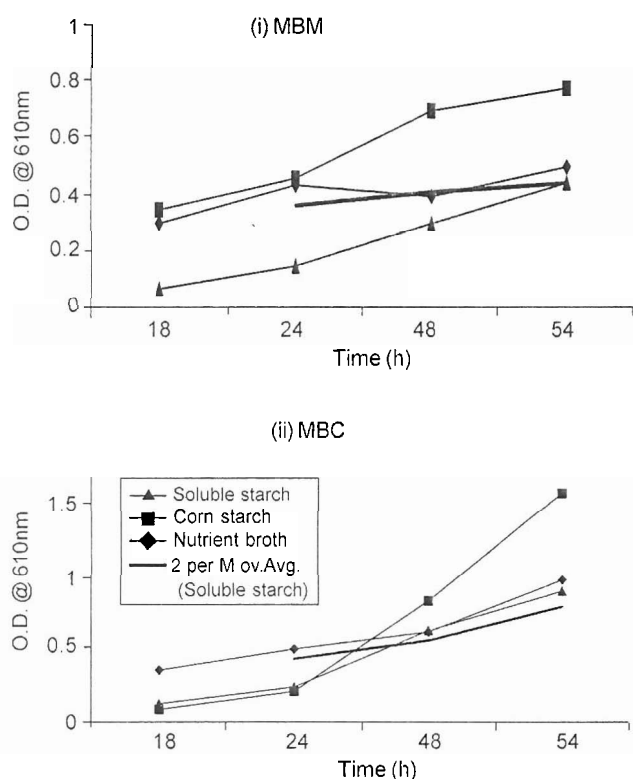 (i) MBM
1
0.8
0.6
0.4
0.2
0
O.D. @ 610nm
18 24 48 54
Time (h)
(ii) MBC
Soluble starch
Corn starch
Nutrient broth
2 per M ov.Avg.
(Soluble starch)
1.5
1
0.5
0
O.D. @ 610nm
18 24 48 54
Time (h)